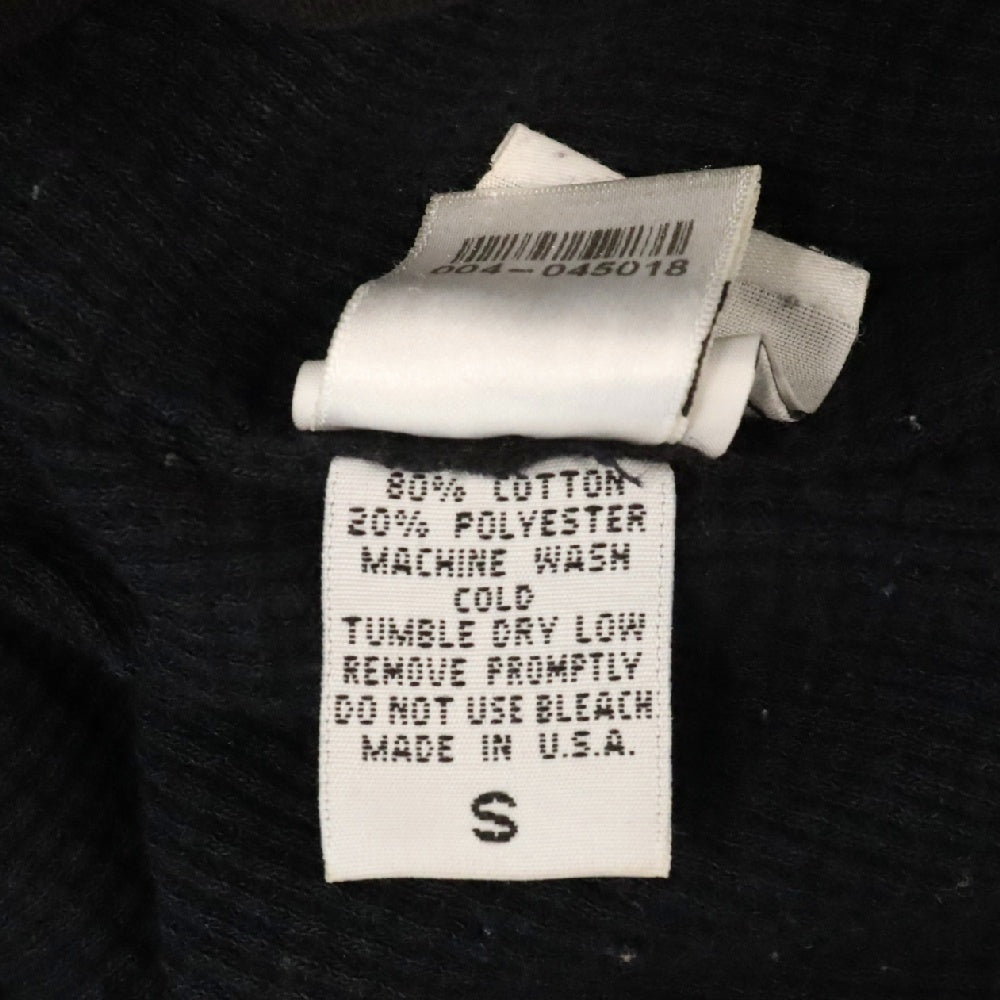 004-045018
80% COTTON
20% POLYESTER
MACHINE WASH
COLD
TUMBLE DRY LOW
REMOVE PROMPTLY
DO NOT USE BLEACH
MADE IN U.S.A.
S